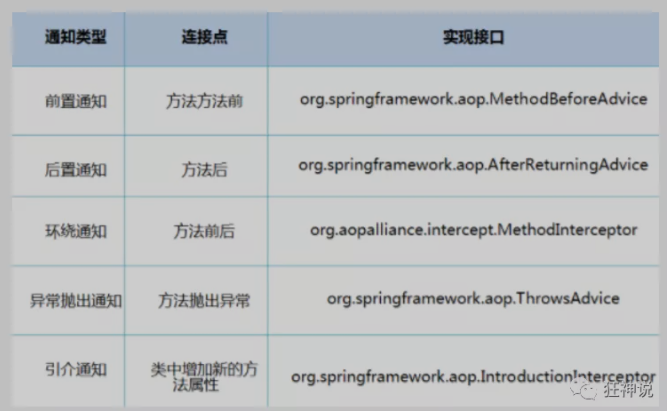 通知类型 连接点 实现接口
前置通知 方法方法前 org.springframework.aop.MethodBeforeAdvice
后置通知 方法后 org.springframework.aop.AfterReturningAdvice
环绕通知 方法前后 org.aopalliance.intercept.MethodInterceptor
异常抛出通知 方法抛出异常 org.springframework.aop.ThrowsAdvice
引介通知 类中增加新的方
法属性 org.springframework.aop.IntroductionInterceptor
狂神说